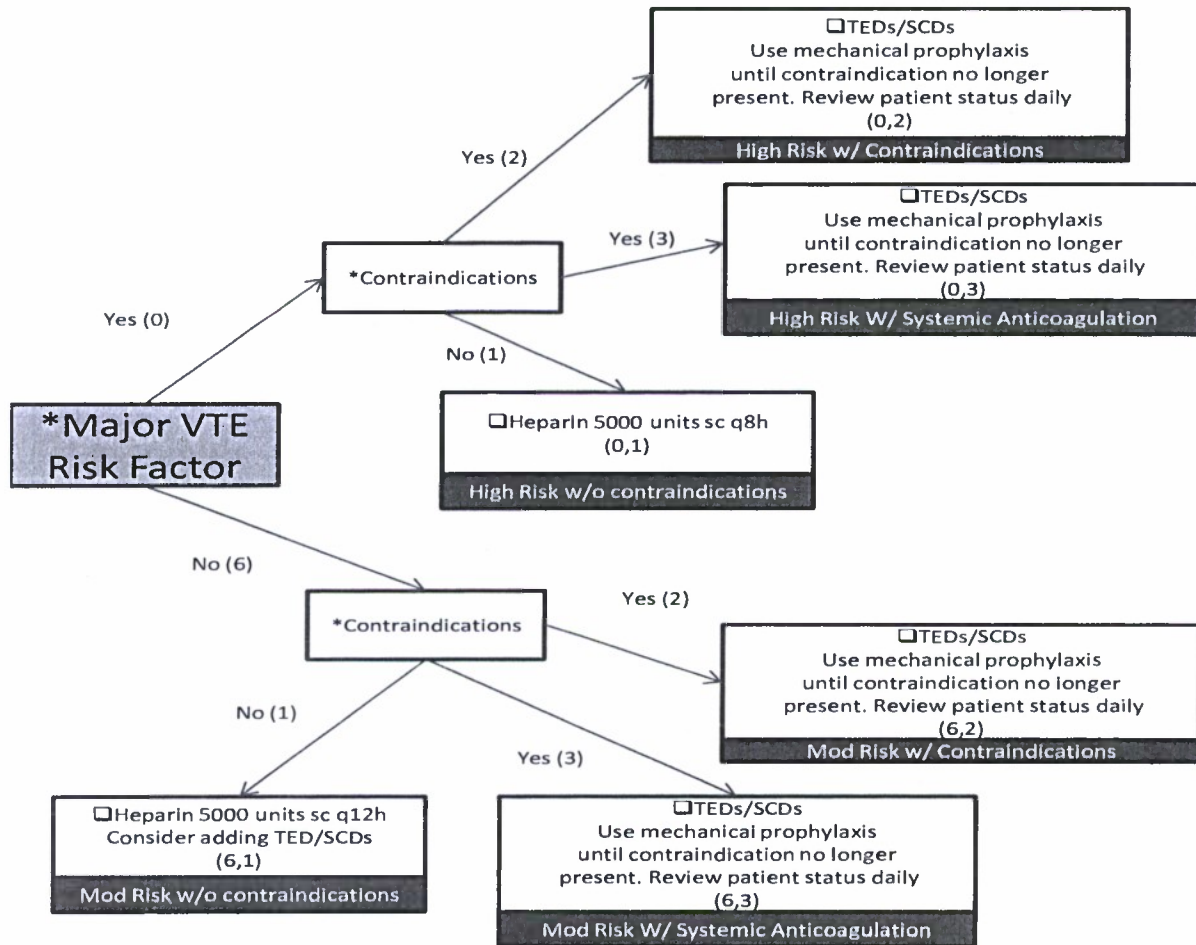 ❑TEDs/SCDs
Use mechanical prophylaxis
until contraindication no longer
present. Review patient status daily
(0,2)
High Risk w/ Contraindications
Yes (2)
❑TEDs/SCDs
Use mechanical prophylaxis
until contraindication no longer
present. Review patient status daily
(0,3)
High Risk W/ Systemic Anticoagulation
Yes (3)
*Contraindications
Yes (0)
No (1)
*Major VTE
Risk Factor
❑Heparin 5000 units sc q8h
(0,1)
High Risk w/o contraindications
No (6)
*Contraindications
Yes (2)
❑TEDs/SCDs
Use mechanical prophylaxis
until contraindication no longer
present. Review patient status daily
(6,2)
Mod Risk w/ Contraindications
No (1)
Yes (3)
❑Heparin 5000 units sc q12h
Consider adding TED/SCDs
(6,1)
Mod Risk w/o contraindications
❑TEDs/SCDs
Use mechanical prophylaxis
until contraindication no longer
present. Review patient status daily
(6,3)
Mod Risk W/ Systemic Anticoagulation